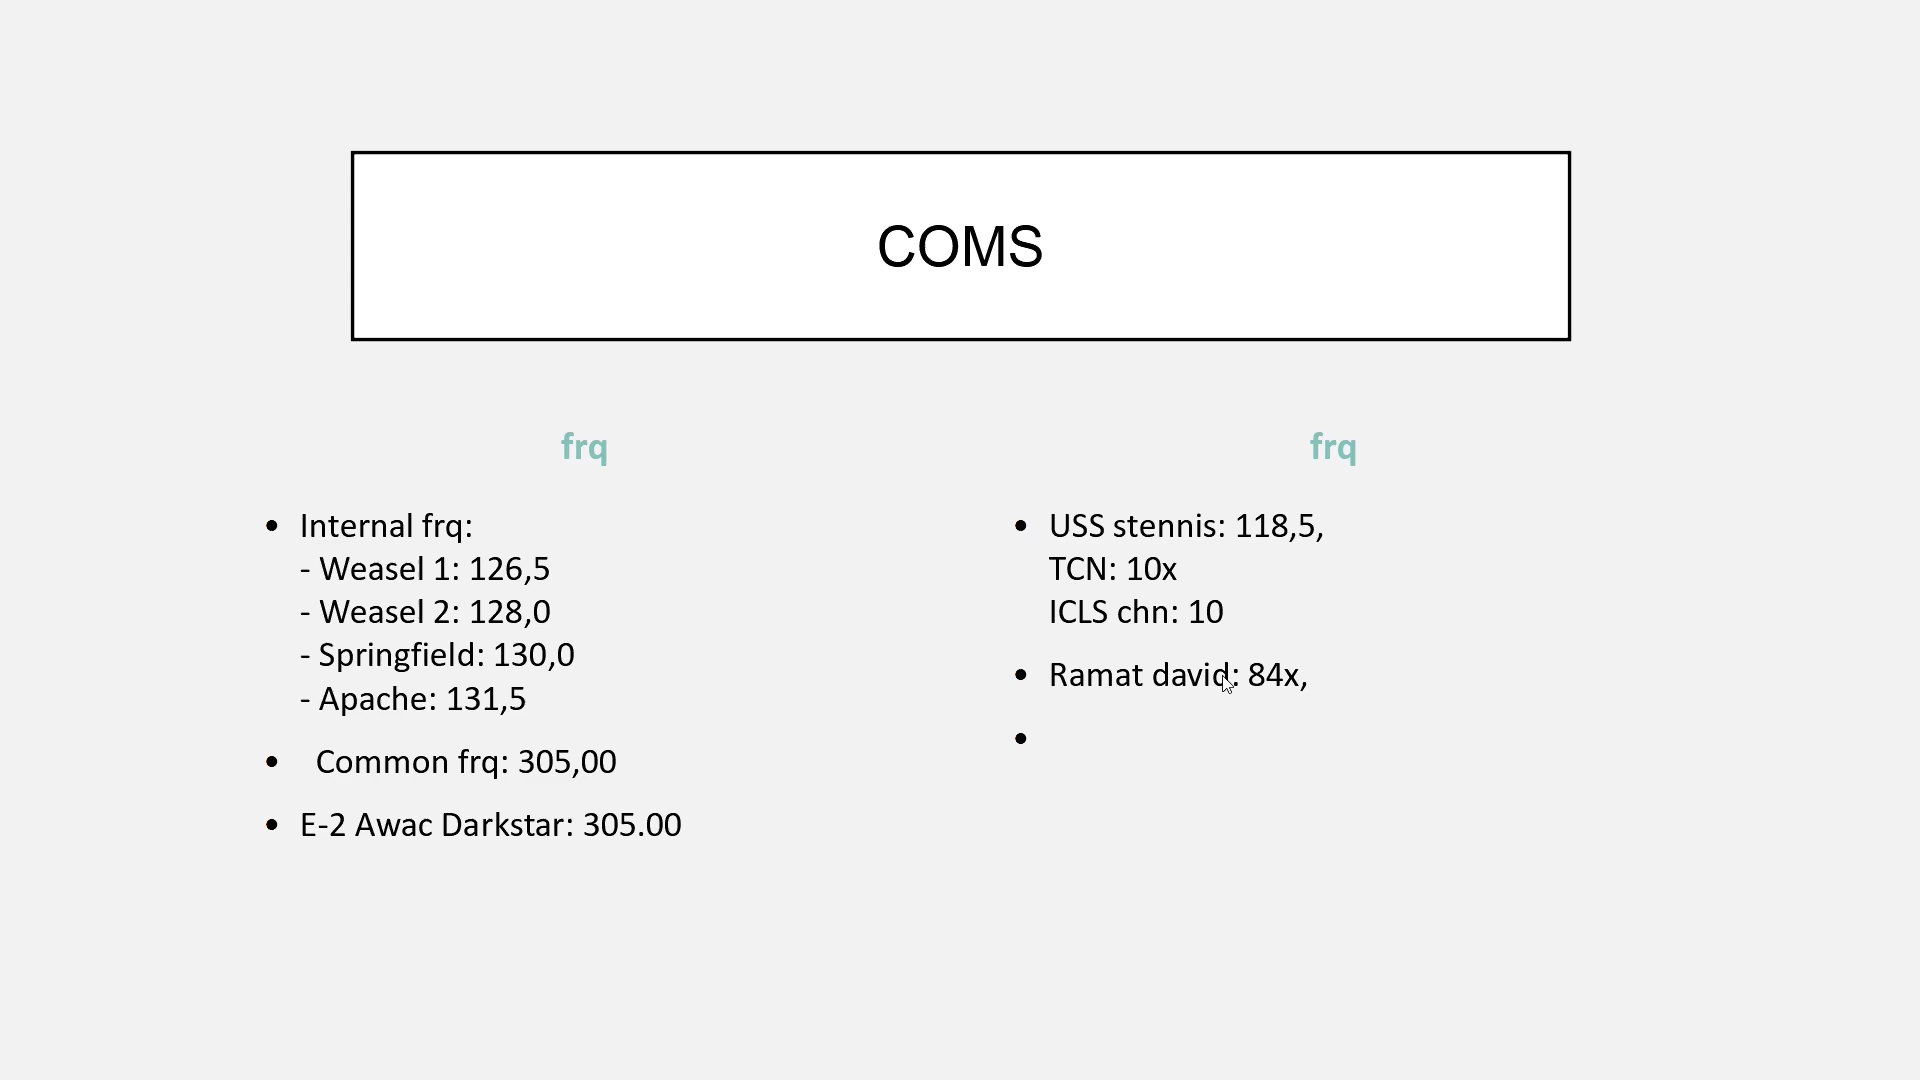 COMS
frq
Internal frq:
- Weasel 1: 126,5
- Weasel 2: 128,0
- Springfield: 130,0
- Apache: 131,5
Common frq: 305,00
E-2 Awac Darkstar: 305.00
frq
USS stennis: 118,5,
TCN: 10x
ICLS chn: 10
Ramat david: 84x,